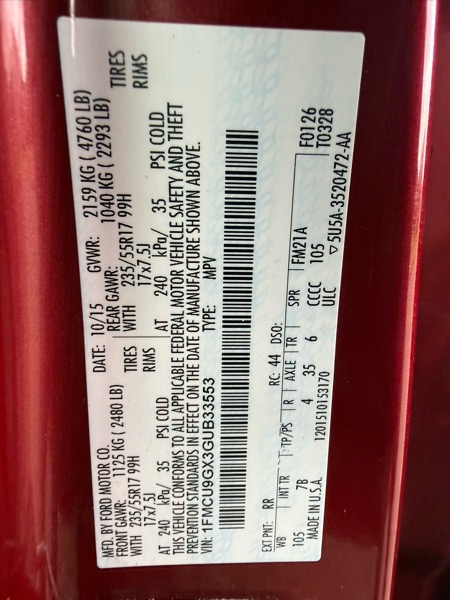 MFD. BY FORD MOTOR CO.
DATE: 10/15 GVWR: 2159 KG ( 4760 LB)
FRONT GAWR: 1125 KG ( 2480 LB) REAR GAWR: 1040 KG ( 2293 LB)
WITH 235/55R17 99H TIRES WITH 235/55R17 99H TIRES
17x7.5J RIMS 17x7.5J RIMS
AT 240 kPa/ 35 PSI COLD AT 240 kPa/ 35 PSI COLD
THIS VEHICLE CONFORMS TO ALL APPLICABLE FEDERAL MOTOR VEHICLE SAFETY AND THEFT
PREVENTION STANDARDS IN EFFECT ON THE DATE OF MANUFACTURE SHOWN ABOVE.
VIN: 1FMCU9GX3GUB33553 TYPE: MPV
EXT PNT: RR RC: 44 DSO: F0126
WB INT TR TP/PS R AXLE TR SPR FM21A T0328
105 7B 4 35 6 CCCC 105
MADE IN U.S.A. 1201510153170 ULC ▽5U5A-3520472-AA